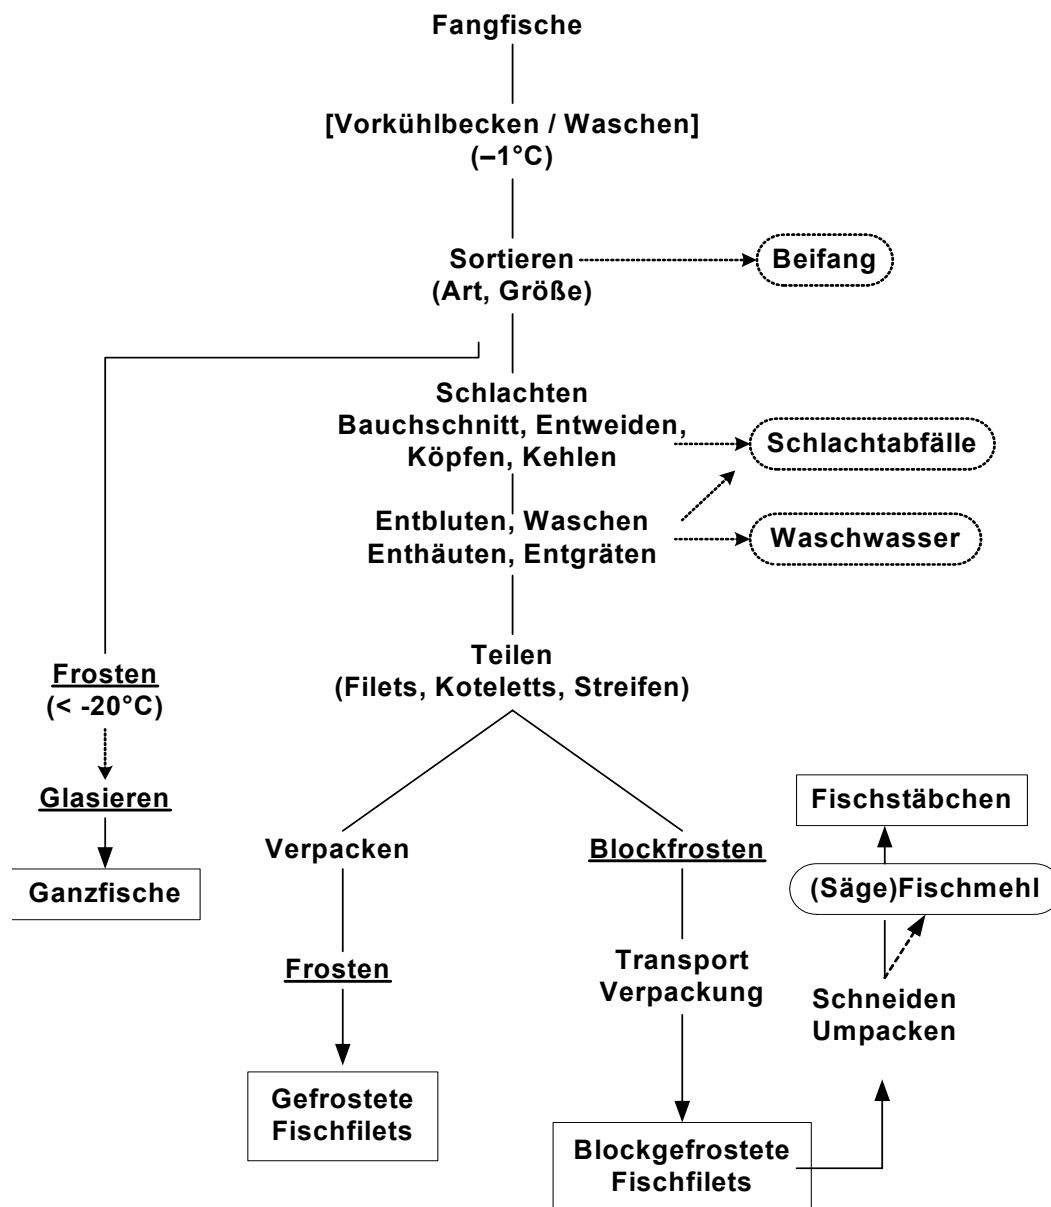 Fangfische
[Vorkühlbecken / Waschen]
(–1°C)
Sortieren
(Art, Größe)
Beifang
Schlachten
Bauchschnitt, Entweiden,
Köpfen, Kehlen
Schlachtabfälle
Entbluten, Waschen
Enthäuten, Entgräten
Waschwasser
Teilen
(Filets, Koteletts, Streifen)
Frosten
(< -20°C)
Glasieren
Ganzfische
Verpacken
Frosten
Gefrostete
Fischfilets
Blockfrosten
Transport
Verpackung
Blockgefrostete
Fischfilets
Fischstäbchen
(Säge)Fischmehl
Schneiden
Umpacken